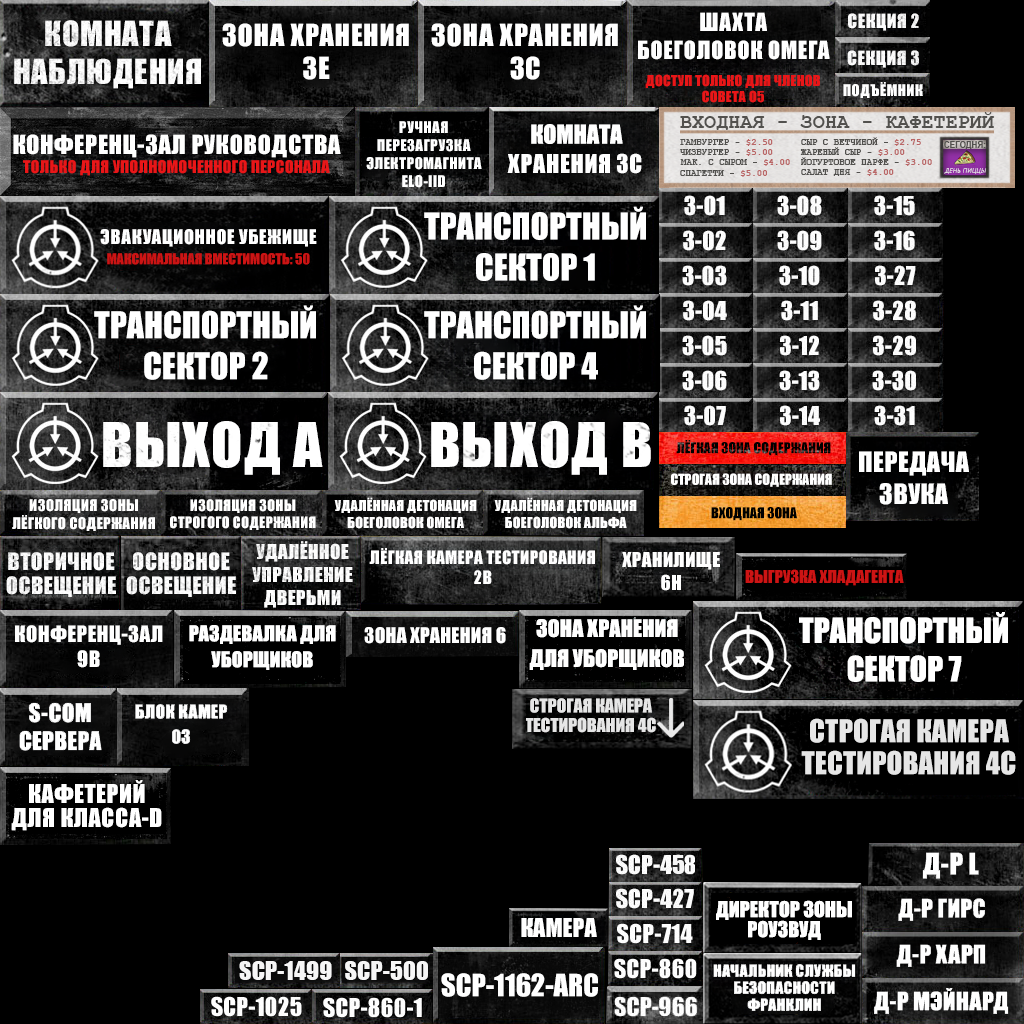 КОМНАТА
НАБЛЮДЕНИЯ
ЗОНА ХРАНЕНИЯ
3E
ЗОНА ХРАНЕНИЯ
3C
ШАХТА
БОЕГОЛОВОК ОМЕГА
ДОСТУП ТОЛЬКО ДЛЯ ЧЛЕНОВ
СОВЕТА О5
СЕКЦИЯ 2
СЕКЦИЯ 3
ПОДЪЁМНИК
КОНФЕРЕНЦ-ЗАЛ РУКОВОДСТВА
ТОЛЬКО ДЛЯ УПОЛНОМОЧЕННОГО ПЕРСОНАЛА
РУЧНАЯ
ПЕРЕЗАГРУЗКА
ЭЛЕКТРОМАГНИТА
ELO-IID
КОМНАТА
ХРАНЕНИЯ 3C
ВХОДНАЯ - ЗОНА - КАФЕТЕРИЙ
ГАМБУРГЕР - $2.50
ЧИЗБУРГЕР - $5.00
МАК. С СЫРОМ - $4.00
СПАГЕТТИ - $5.00
СЫР С ВЕТЧИНОЙ - $2.75
ЖАРЕНЫЙ СЫР - $3.00
ЙОГУРТОВОЕ ПАРФЕ - $3.00
САЛАТ ДНЯ - $4.00
СЕГОДНЯ!
ДЕНЬ ПИЦЦЫ
ЭВАКУАЦИОННОЕ УБЕЖИЩЕ
МАКСИМАЛЬНАЯ ВМЕСТИМОСТЬ: 50
ТРАНСПОРТНЫЙ
СЕКТОР 1
ТРАНСПОРТНЫЙ
СЕКТОР 2
ТРАНСПОРТНЫЙ
СЕКТОР 4
ВЫХОД A
ВЫХОД B
3-01
3-08
3-15
3-02
3-09
3-16
3-03
3-10
3-27
3-04
3-11
3-28
3-05
3-12
3-29
3-06
3-13
3-30
3-07
3-14
3-31
ЛЁГКАЯ ЗОНА СОДЕРЖАНИЯ
СТРОГАЯ ЗОНА СОДЕРЖАНИЯ
ВХОДНАЯ ЗОНА
ПЕРЕДАЧА
ЗВУКА
ИЗОЛЯЦИЯ ЗОНЫ
ЛЁГКОГО СОДЕРЖАНИЯ
ИЗОЛЯЦИЯ ЗОНЫ
СТРОГОГО СОДЕРЖАНИЯ
УДАЛЁННАЯ ДЕТОНАЦИЯ
БОЕГОЛОВОК ОМЕГА
УДАЛЁННАЯ ДЕТОНАЦИЯ
БОЕГОЛОВОК АЛЬФА
ВТОРИЧНОЕ
ОСВЕЩЕНИЕ
ОСНОВНОЕ
ОСВЕЩЕНИЕ
УДАЛЁННОЕ
УПРАВЛЕНИЕ
ДВЕРЬМИ
ЛЁГКАЯ КАМЕРА ТЕСТИРОВАНИЯ
2B
ХРАНИЛИЩЕ
6H
ВЫГРУЗКА ХЛАДАГЕНТА
КОНФЕРЕНЦ-ЗАЛ
9B
РАЗДЕВАЛКА ДЛЯ
УБОРЩИКОВ
ЗОНА ХРАНЕНИЯ 6
ЗОНА ХРАНЕНИЯ
ДЛЯ УБОРЩИКОВ
ТРАНСПОРТНЫЙ
СЕКТОР 7
S-COM
СЕРВЕРА
БЛОК КАМЕР
03
СТРОГАЯ КАМЕРА
ТЕСТИРОВАНИЯ 4C
СТРОГАЯ КАМЕРА
ТЕСТИРОВАНИЯ 4C
КАФЕТЕРИЙ
ДЛЯ КЛАССА-D
SCP-458
SCP-427
SCP-714
SCP-860
SCP-966
КАМЕРА
SCP-1162-ARC
SCP-1499
SCP-500
SCP-1025
SCP-860-1
ДИРЕКТОР ЗОНЫ
РОУЗВУД
НАЧАЛЬНИК СЛУЖБЫ
БЕЗОПАСНОСТИ
ФРАНКЛИН
Д-Р L
Д-Р ГИРС
Д-Р ХАРП
Д-Р МЭЙНАРД